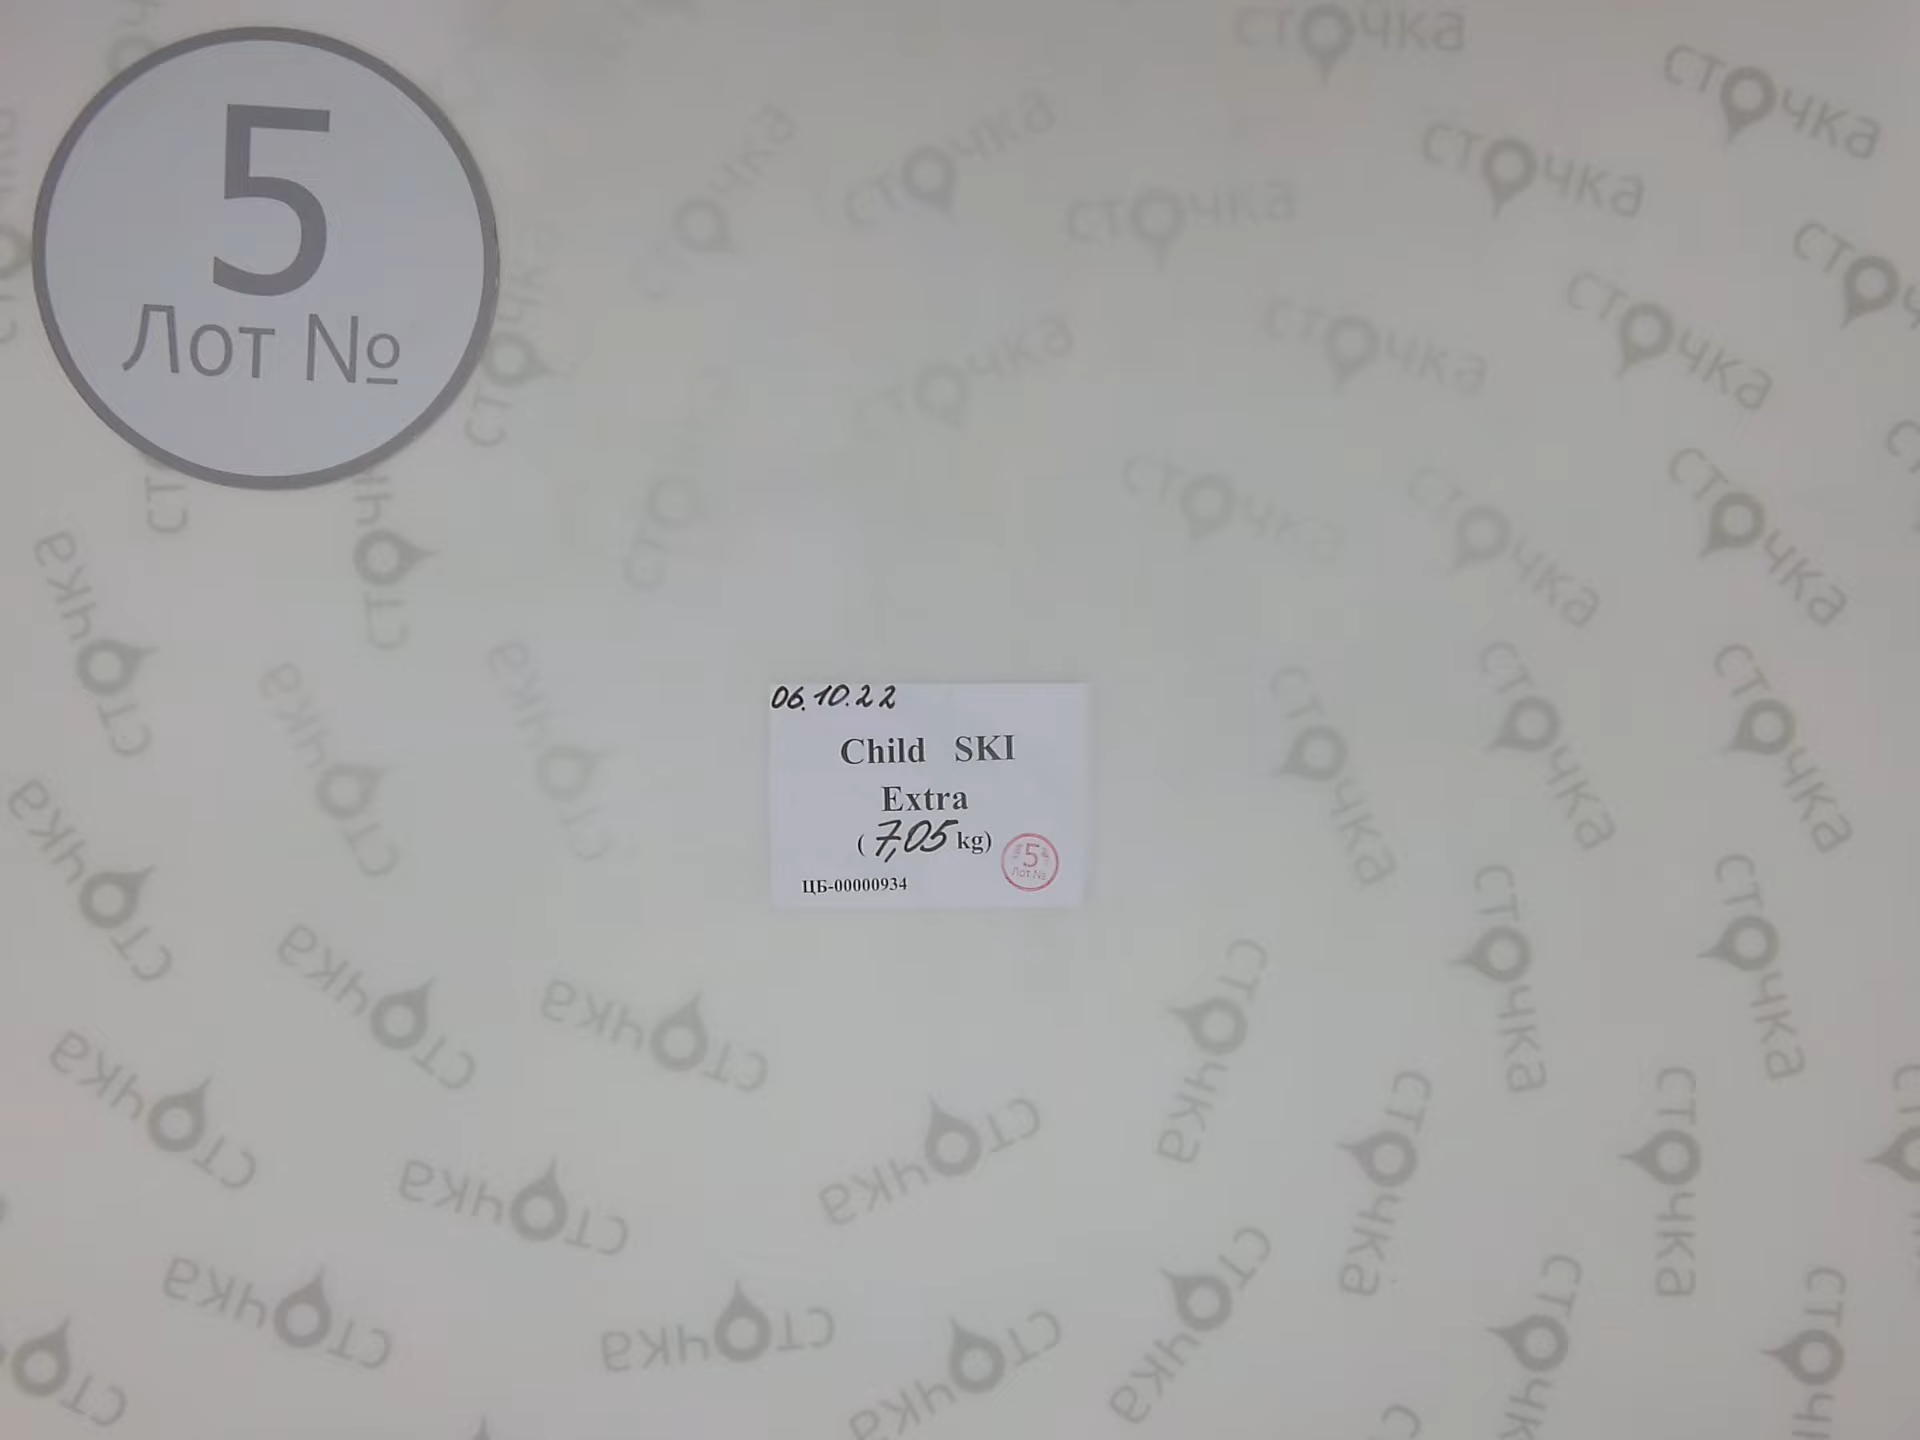 5
Лот №
06.10.22
Child SKI
Extra
(7,05 kg)
ЦБ-00000934
5
Лот №
сточка